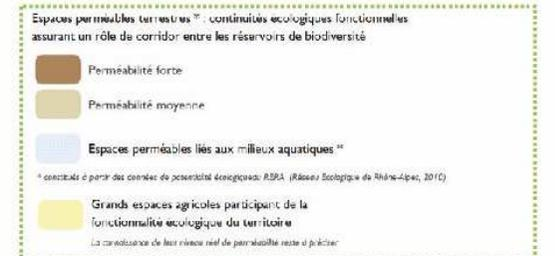 Espaces perméables terrestres * : continuités écologiques fonctionnelles
assurant un rôle de corridor entre les réservoirs de biodiversité
Perméabilité forte
Perméabilité moyenne
Espaces perméables liés aux milieux aquatiques *
* constitués à partir des données de potentialité écologique du RERA (Réseau Ecologique de Rhône-Alpes, 2010)
Grands espaces agricoles participant de la
fonctionnalité écologique du territoire
La connaissance de leur niveau réel de perméabilité reste à préciser